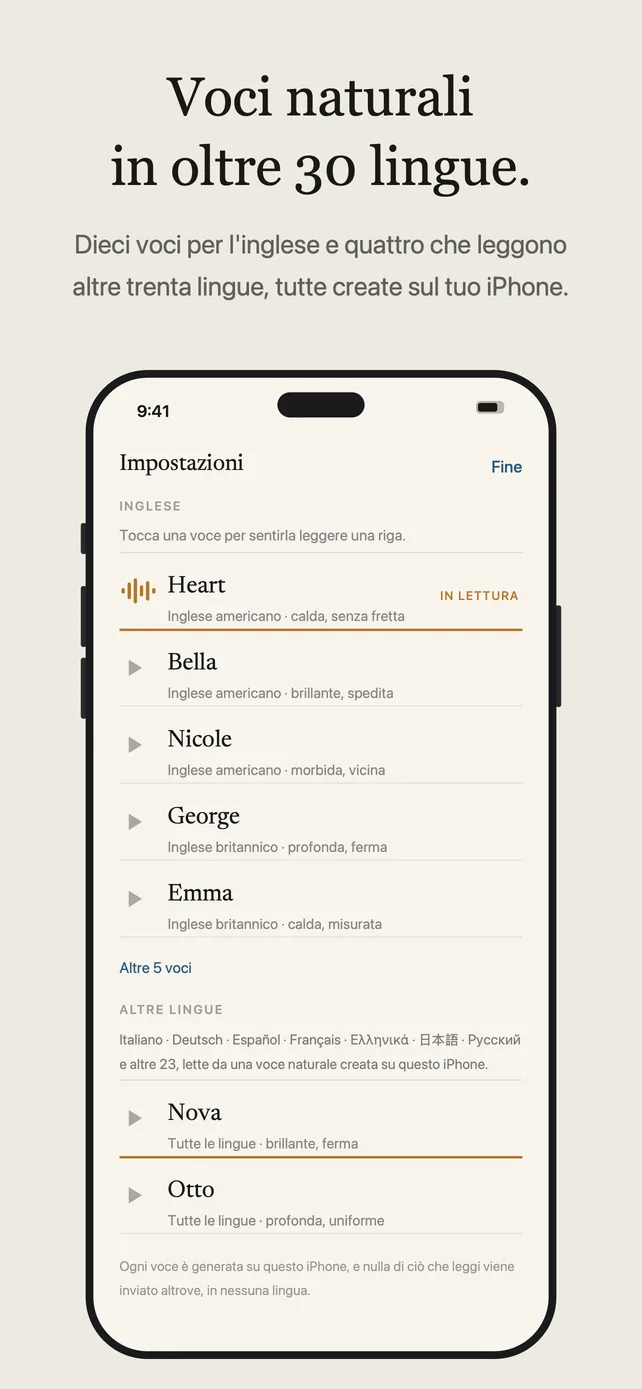 Voci naturali
in oltre 30 lingue.
Dieci voci per l'inglese e quattro che leggono
altre trenta lingue, tutte create sul tuo iPhone.
9:41
Impostazioni
Fine
INGLESE
Tocca una voce per sentirla leggere una riga.
Heart
IN LETTURA
Inglese americano · calda, senza fretta
Bella
Inglese americano · brillante, spedita
Nicole
Inglese americano · morbida, vicina
George
Inglese britannico · profonda, ferma
Emma
Inglese britannico · calda, misurata
Altre 5 voci
ALTRE LINGUE
Italiano · Deutsch · Español · Français · Ελληνικά · 日本語 · Русский
e altre 23, lette da una voce naturale creata su questo iPhone.
Nova
Tutte le lingue · brillante, ferma
Otto
Tutte le lingue · profonda, uniforme
Ogni voce è generata su questo iPhone, e nulla di ciò che leggi viene
inviato altrove, in nessuna lingua.